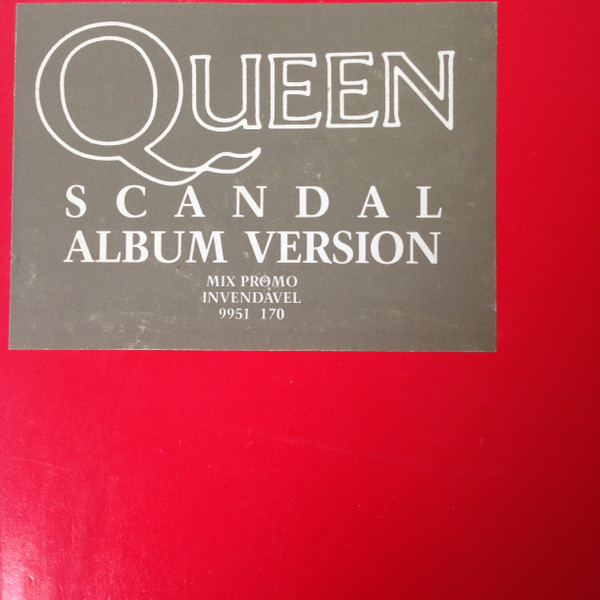 QUEEN
SCANDAL
ALBUM VERSION
MIX PROMO
INVENDÁVEL
9951 170